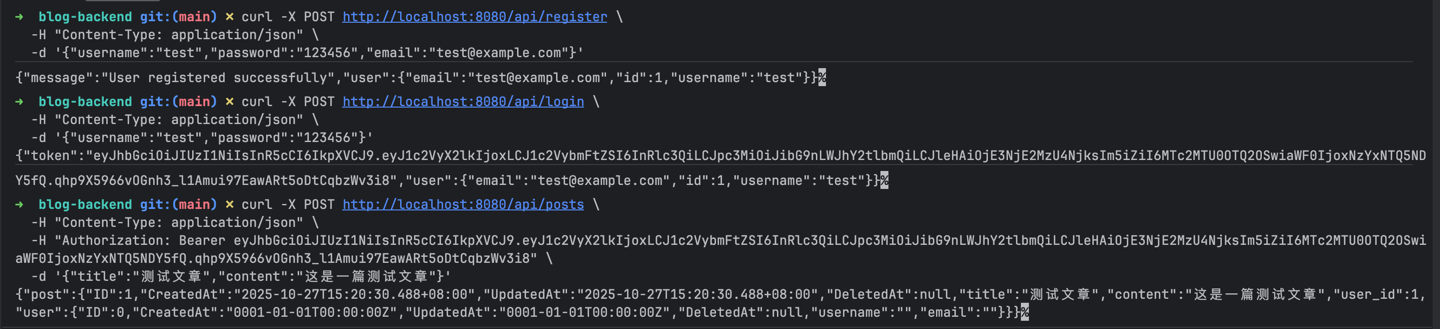 ➜ blog-backend git:(main) ✗ curl -X POST http://localhost:8080/api/register \
-H "Content-Type: application/json" \
-d '{"username":"test","password":"123456","email":"test@example.com"}'
{"message":"User registered successfully","user":{"email":"test@example.com","id":1,"username":"test"}}%
➜ blog-backend git:(main) ✗ curl -X POST http://localhost:8080/api/login \
-H "Content-Type: application/json" \
-d '{"username":"test","password":"123456"}'
{"token":"eyJhbGciOiJIUzI1NiIsInR5cCI6IkpXVCJ9.eyJ1c2VyX2lkIjoxLCJ1c2VybmFtZSI6InRlc3QiLCJpc3MiOiJibG9nLWJhY2tlbmQiLCJleHAiOjE3NjE2MzU4NjksIm5iZiI6MTc2MTU0OTQ2OSwiaWF0IjoxNzYxNTQ5ND
Y5fQ.qhp9X5966vOGnh3_l1Amui97EawARt5oDtCqbzWv3i8","user":{"email":"test@example.com","id":1,"username":"test"}}%
➜ blog-backend git:(main) ✗ curl -X POST http://localhost:8080/api/posts \
-H "Content-Type: application/json" \
-H "Authorization: Bearer eyJhbGciOiJIUzI1NiIsInR5cCI6IkpXVCJ9.eyJ1c2VyX2lkIjoxLCJ1c2VybmFtZSI6InRlc3QiLCJpc3MiOiJibG9nLWJhY2tlbmQiLCJleHAiOjE3NjE2MzU4NjksIm5iZiI6MTc2MTU0OTQ2OSwi
aWF0IjoxNzYxNTQ5NDY5fQ.qhp9X5966vOGnh3_l1Amui97EawARt5oDtCqbzWv3i8" \
-d '{"title":"测试文章","content":"这是一篇测试文章"}'
{"post":{"ID":1,"CreatedAt":"2025-10-27T15:20:30.488+08:00","UpdatedAt":"2025-10-27T15:20:30.488+08:00","DeletedAt":null,"title":"测试文章","content":"这是一篇测试文章","user_id":1,
"user":{"ID":0,"CreatedAt":"0001-01-01T00:00:00Z","UpdatedAt":"0001-01-01T00:00:00Z","DeletedAt":null,"username":"","email":""}}}%